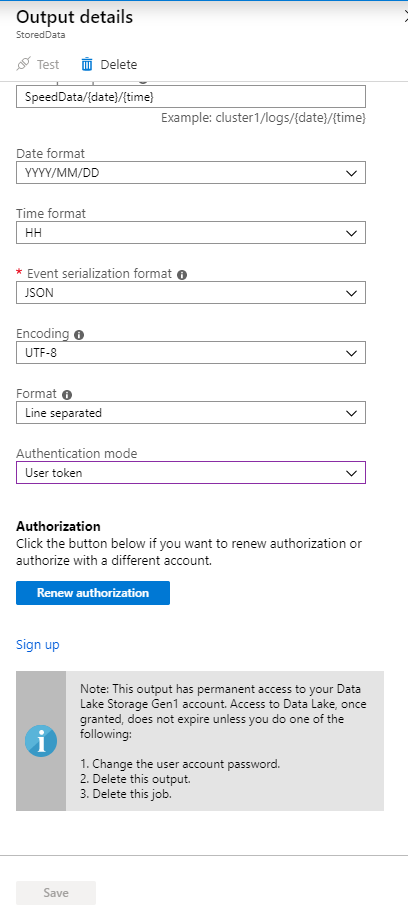 Output details
StoredData
Test Delete
SpeedData/{date}/{time}
Example: cluster1/logs/{date}/{time}
Date format
YYYY/MM/DD
Time format
HH
* Event serialization format
JSON
Encoding
UTF-8
Format
Line separated
Authentication mode
User token
Authorization
Click the button below if you want to renew authorization or
authorize with a different account.
Renew authorization
Sign up
Note: This output has permanent access to your Data
Lake Storage Gen1 account. Access to Data Lake, once
granted, does not expire unless you do one of the
following:
1. Change the user account password.
2. Delete this output.
3. Delete this job.
Save